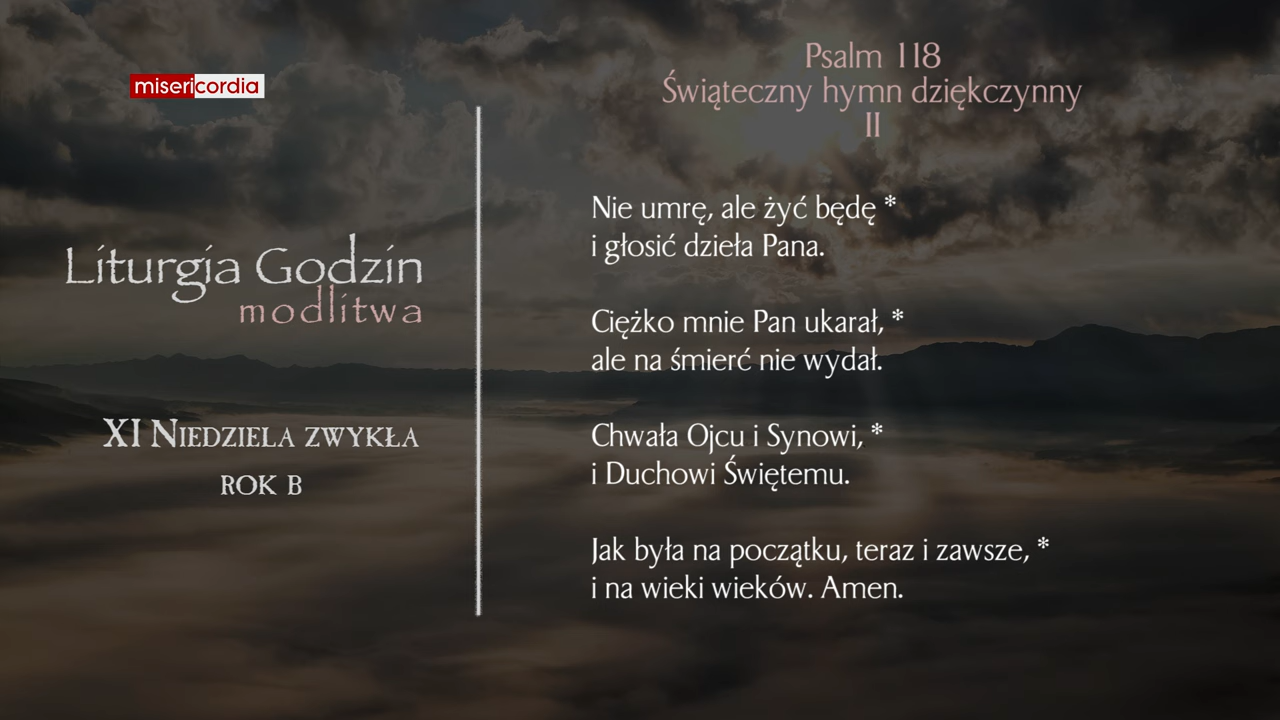 misericordia
Liturgia Godzin
modlitwa
XI Niedziela zwykła
rok B
Psalm 118
Świąteczny hymn dziękczynny
II
Nie umrę, ale żyć będę *
i głosić dzieła Pana.
Ciężko mnie Pan ukarał, *
ale na śmierć nie wydał.
Chwała Ojcu i Synowi, *
i Duchowi Świętemu.
Jak była na początku, teraz i zawsze, *
i na wieki wieków. Amen.